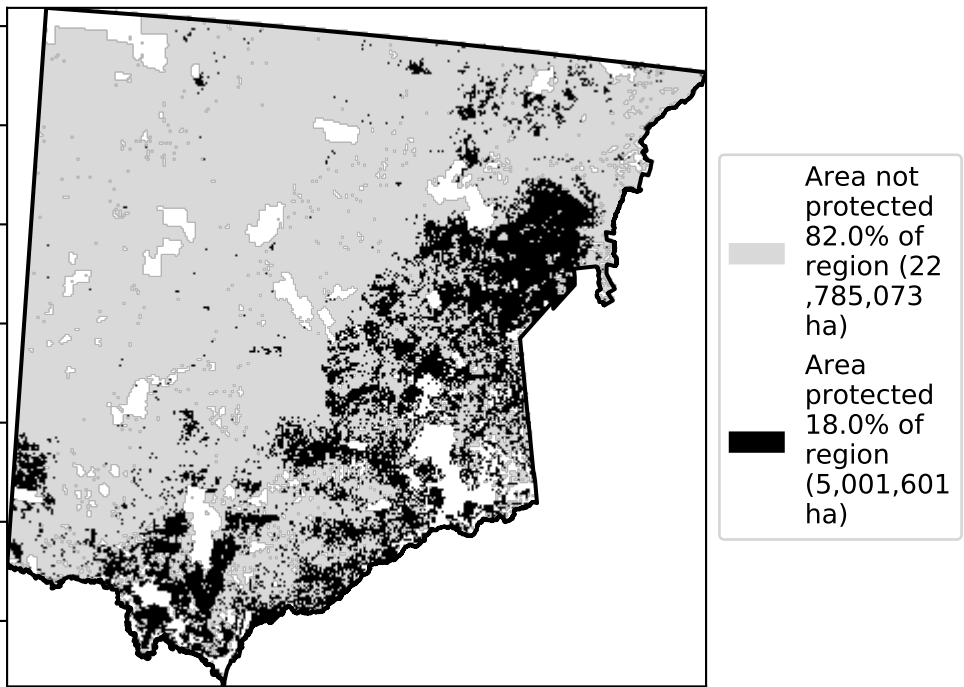 Area not
protected
82.0% of
region (22
,785,073
ha)
Area
protected
18.0% of
region
(5,001,601
ha)